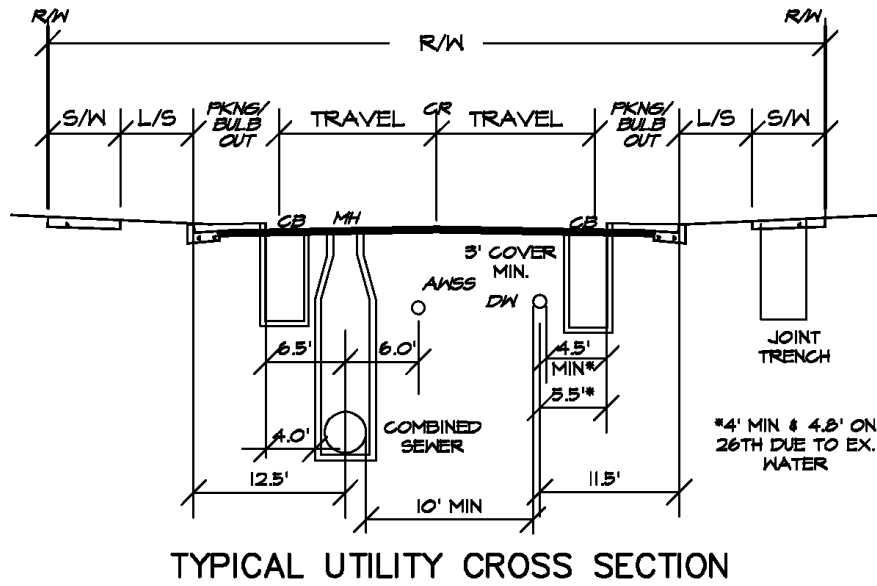 R/W R/W
R/W
S/W L/S PKNG/ BULB OUT TRAVEL CR TRAVEL PKNG/ BULB OUT L/S S/W
CB MH CB
3' COVER
MIN.
AWSS DW
JOINT
TRENCH
6.5' 6.0' 4.5'
MIN*
5.5'*
4.0' COMBINED
SEWER
*4' MIN & 4.8' ON
26TH DUE TO EX.
WATER
12.5' 11.5'
10' MIN
TYPICAL UTILITY CROSS SECTION